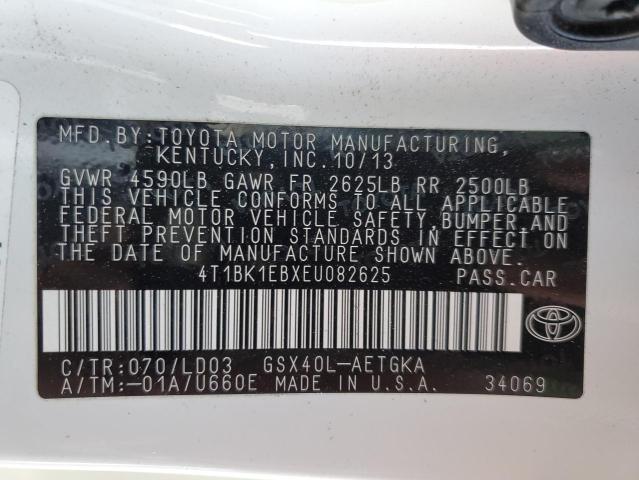 MFD. BY: TOYOTA MOTOR MANUFACTURING,
KENTUCKY, INC. 10/13
GVWR 4590LB GAWR FR 2625LB RR 2500LB
THIS VEHICLE CONFORMS TO ALL APPLICABLE
FEDERAL MOTOR VEHICLE SAFETY, BUMPER, AND
THEFT PREVENTION STANDARDS IN EFFECT ON
THE DATE OF MANUFACTURE SHOWN ABOVE.
4T1BK1EBXEU082625 PASS.CAR
C/TR:070/LD03 GSX40L-AETGKA
A/TM:-01A/U660E MADE IN U.S.A. 34069